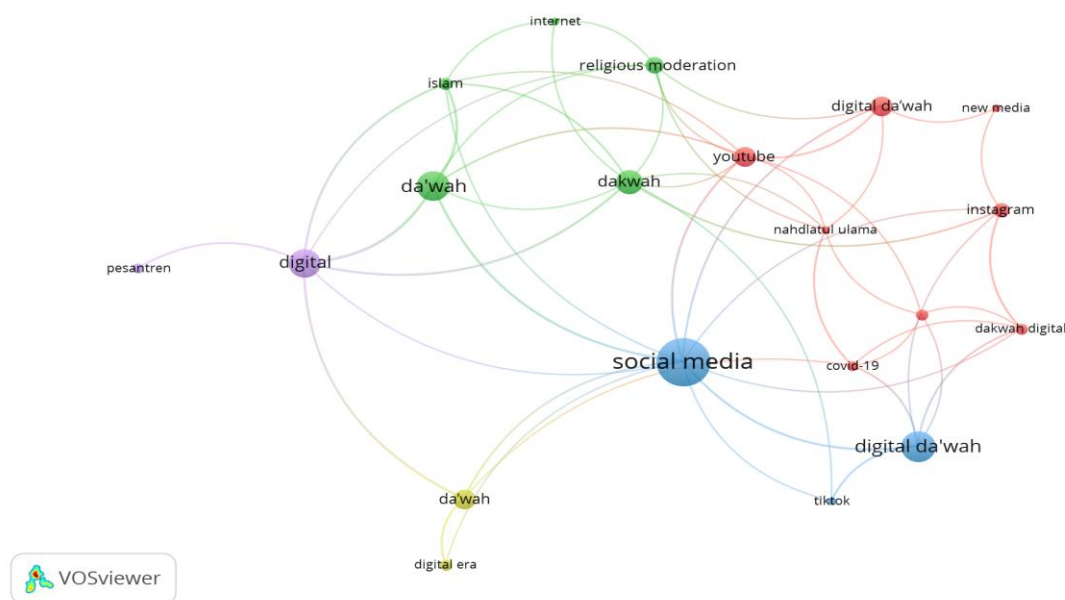 internet
religious moderation
islam
digital da’wah
new media
youtube
da'wah
dakwah
instagram
nahdlatul ulama
digital
pesantren
dakwah digital
social media
covid-19
digital da'wah
da’wah
tiktok
digital era
VOSviewer